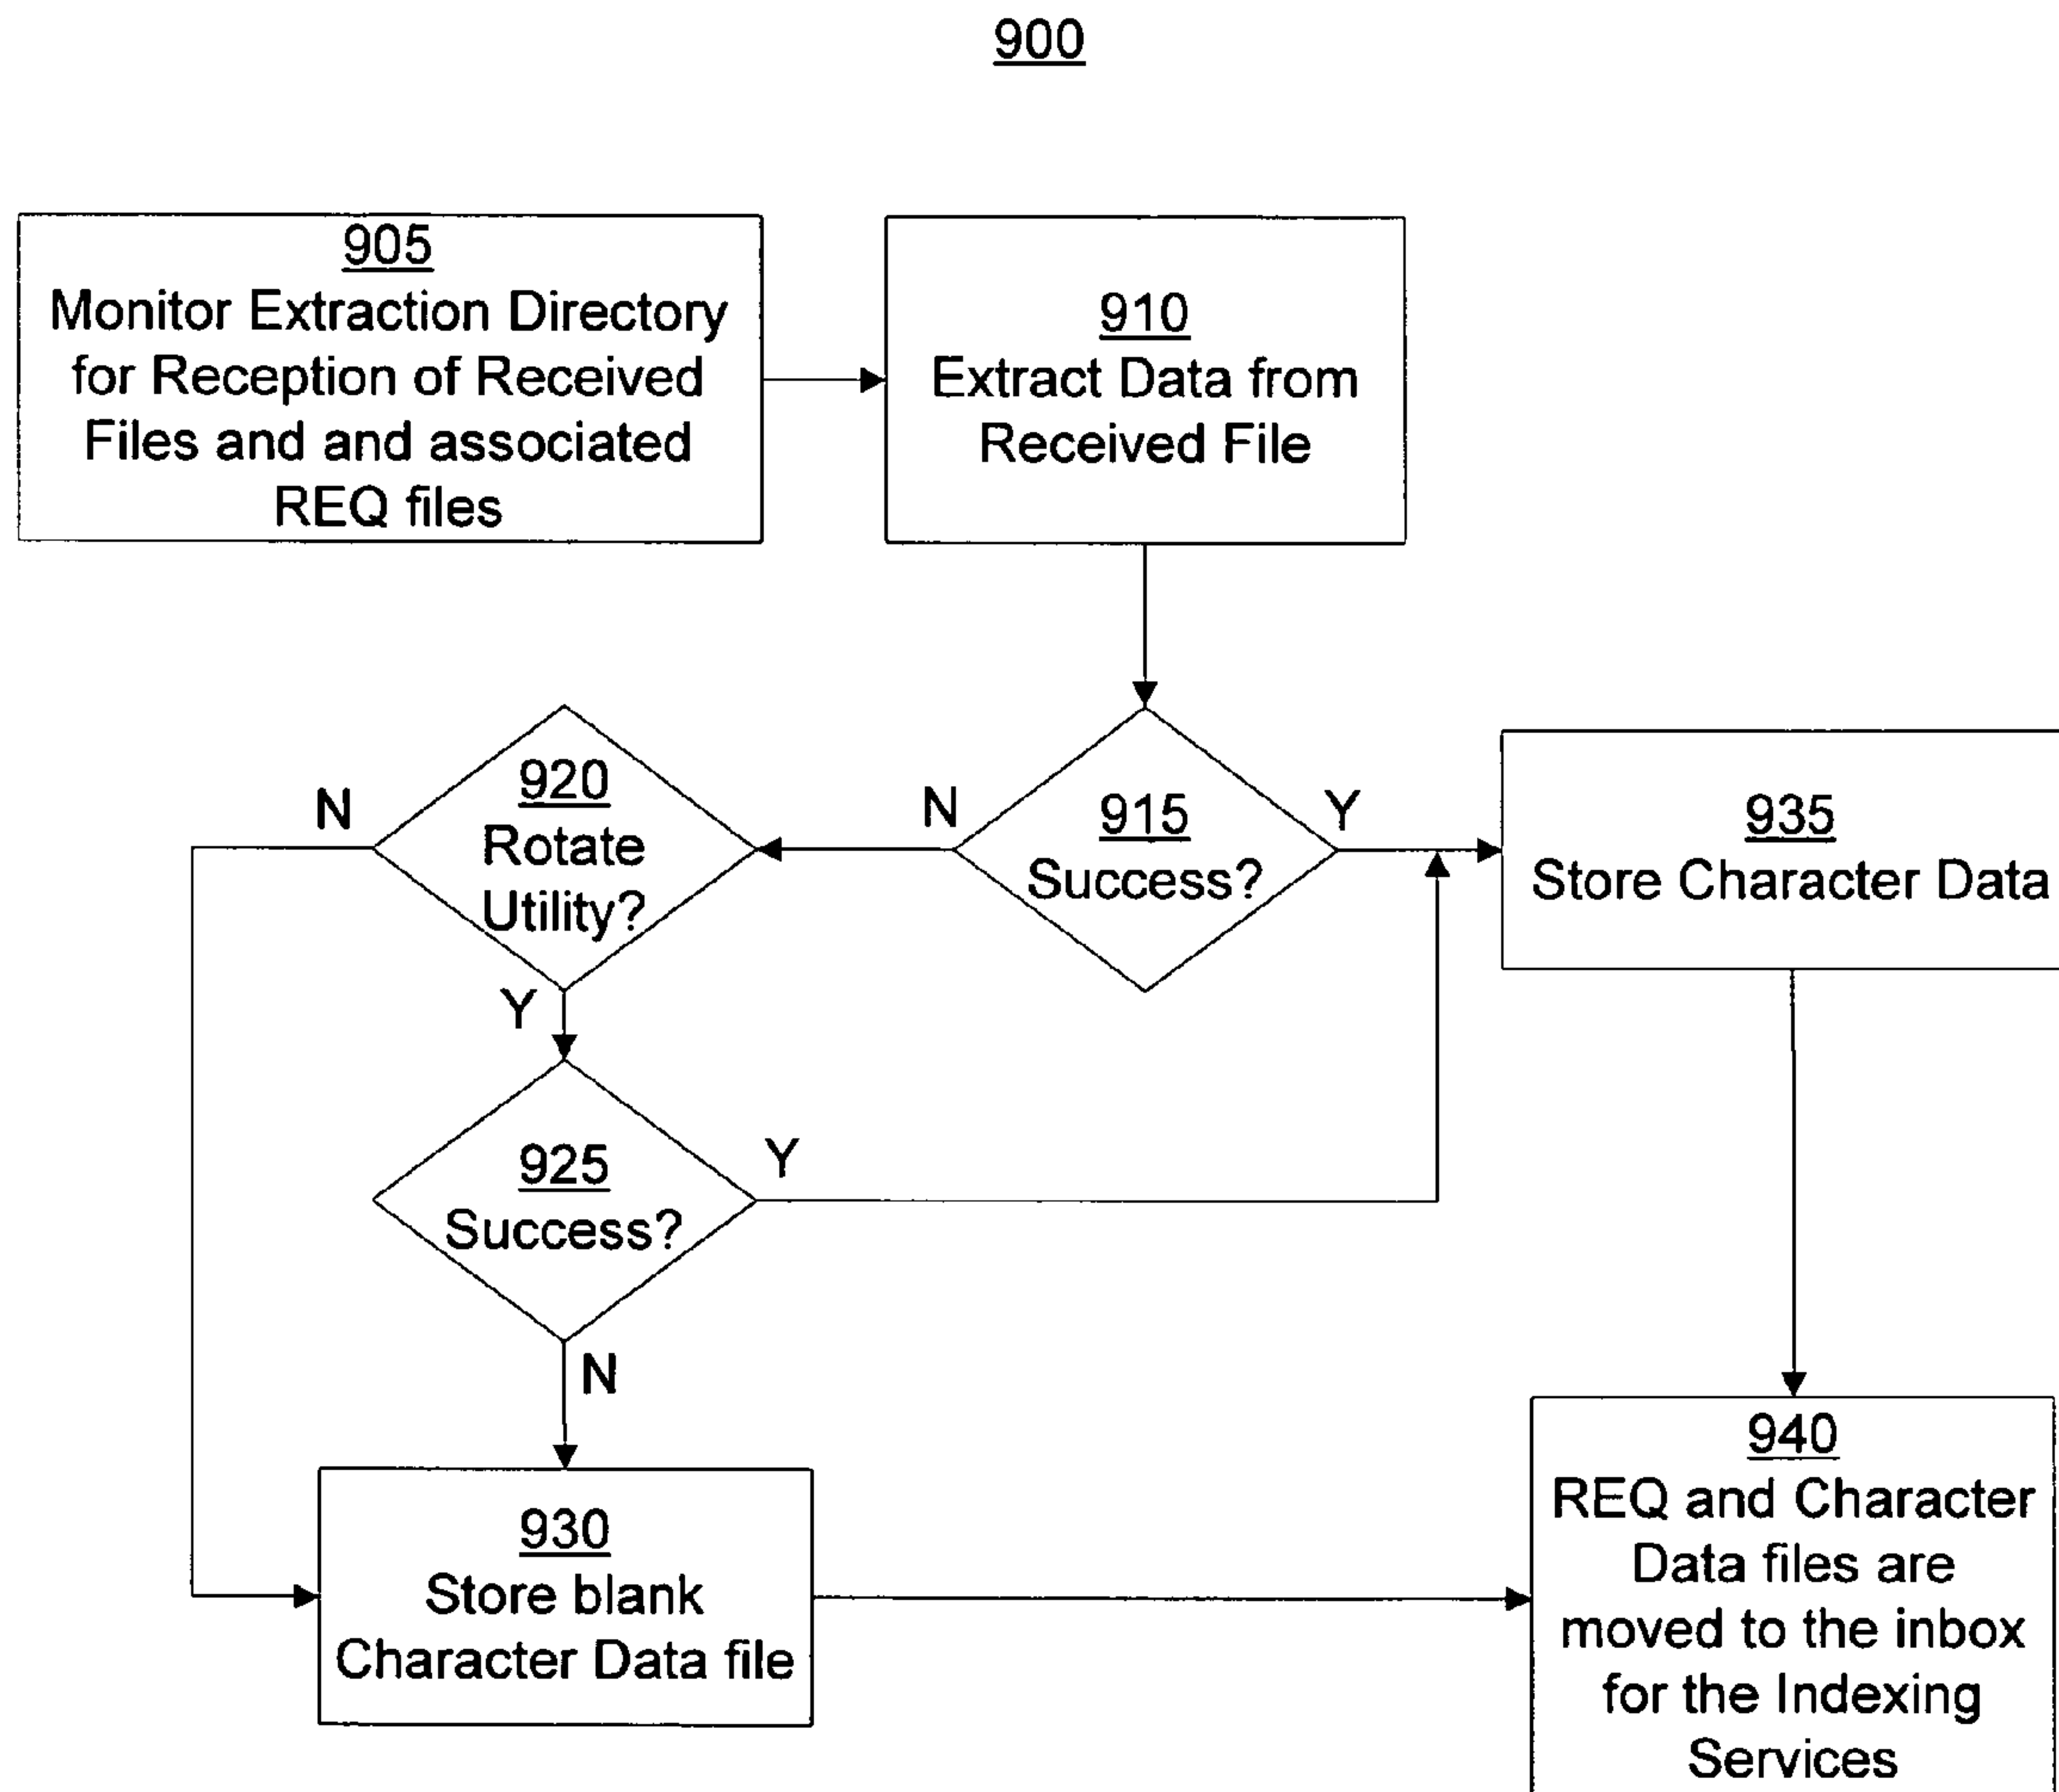 900
905
Monitor Extraction Directory
for Reception of Received
Files and and associated
REQ files
910
Extract Data from
Received File
N
920
Rotate
Utility?
N
915
Success?
Y
935
Store Character Data
Y
925
Success?
Y
N
930
Store blank
Character Data file
940
REQ and Character
Data files are
moved to the inbox
for the Indexing
Services